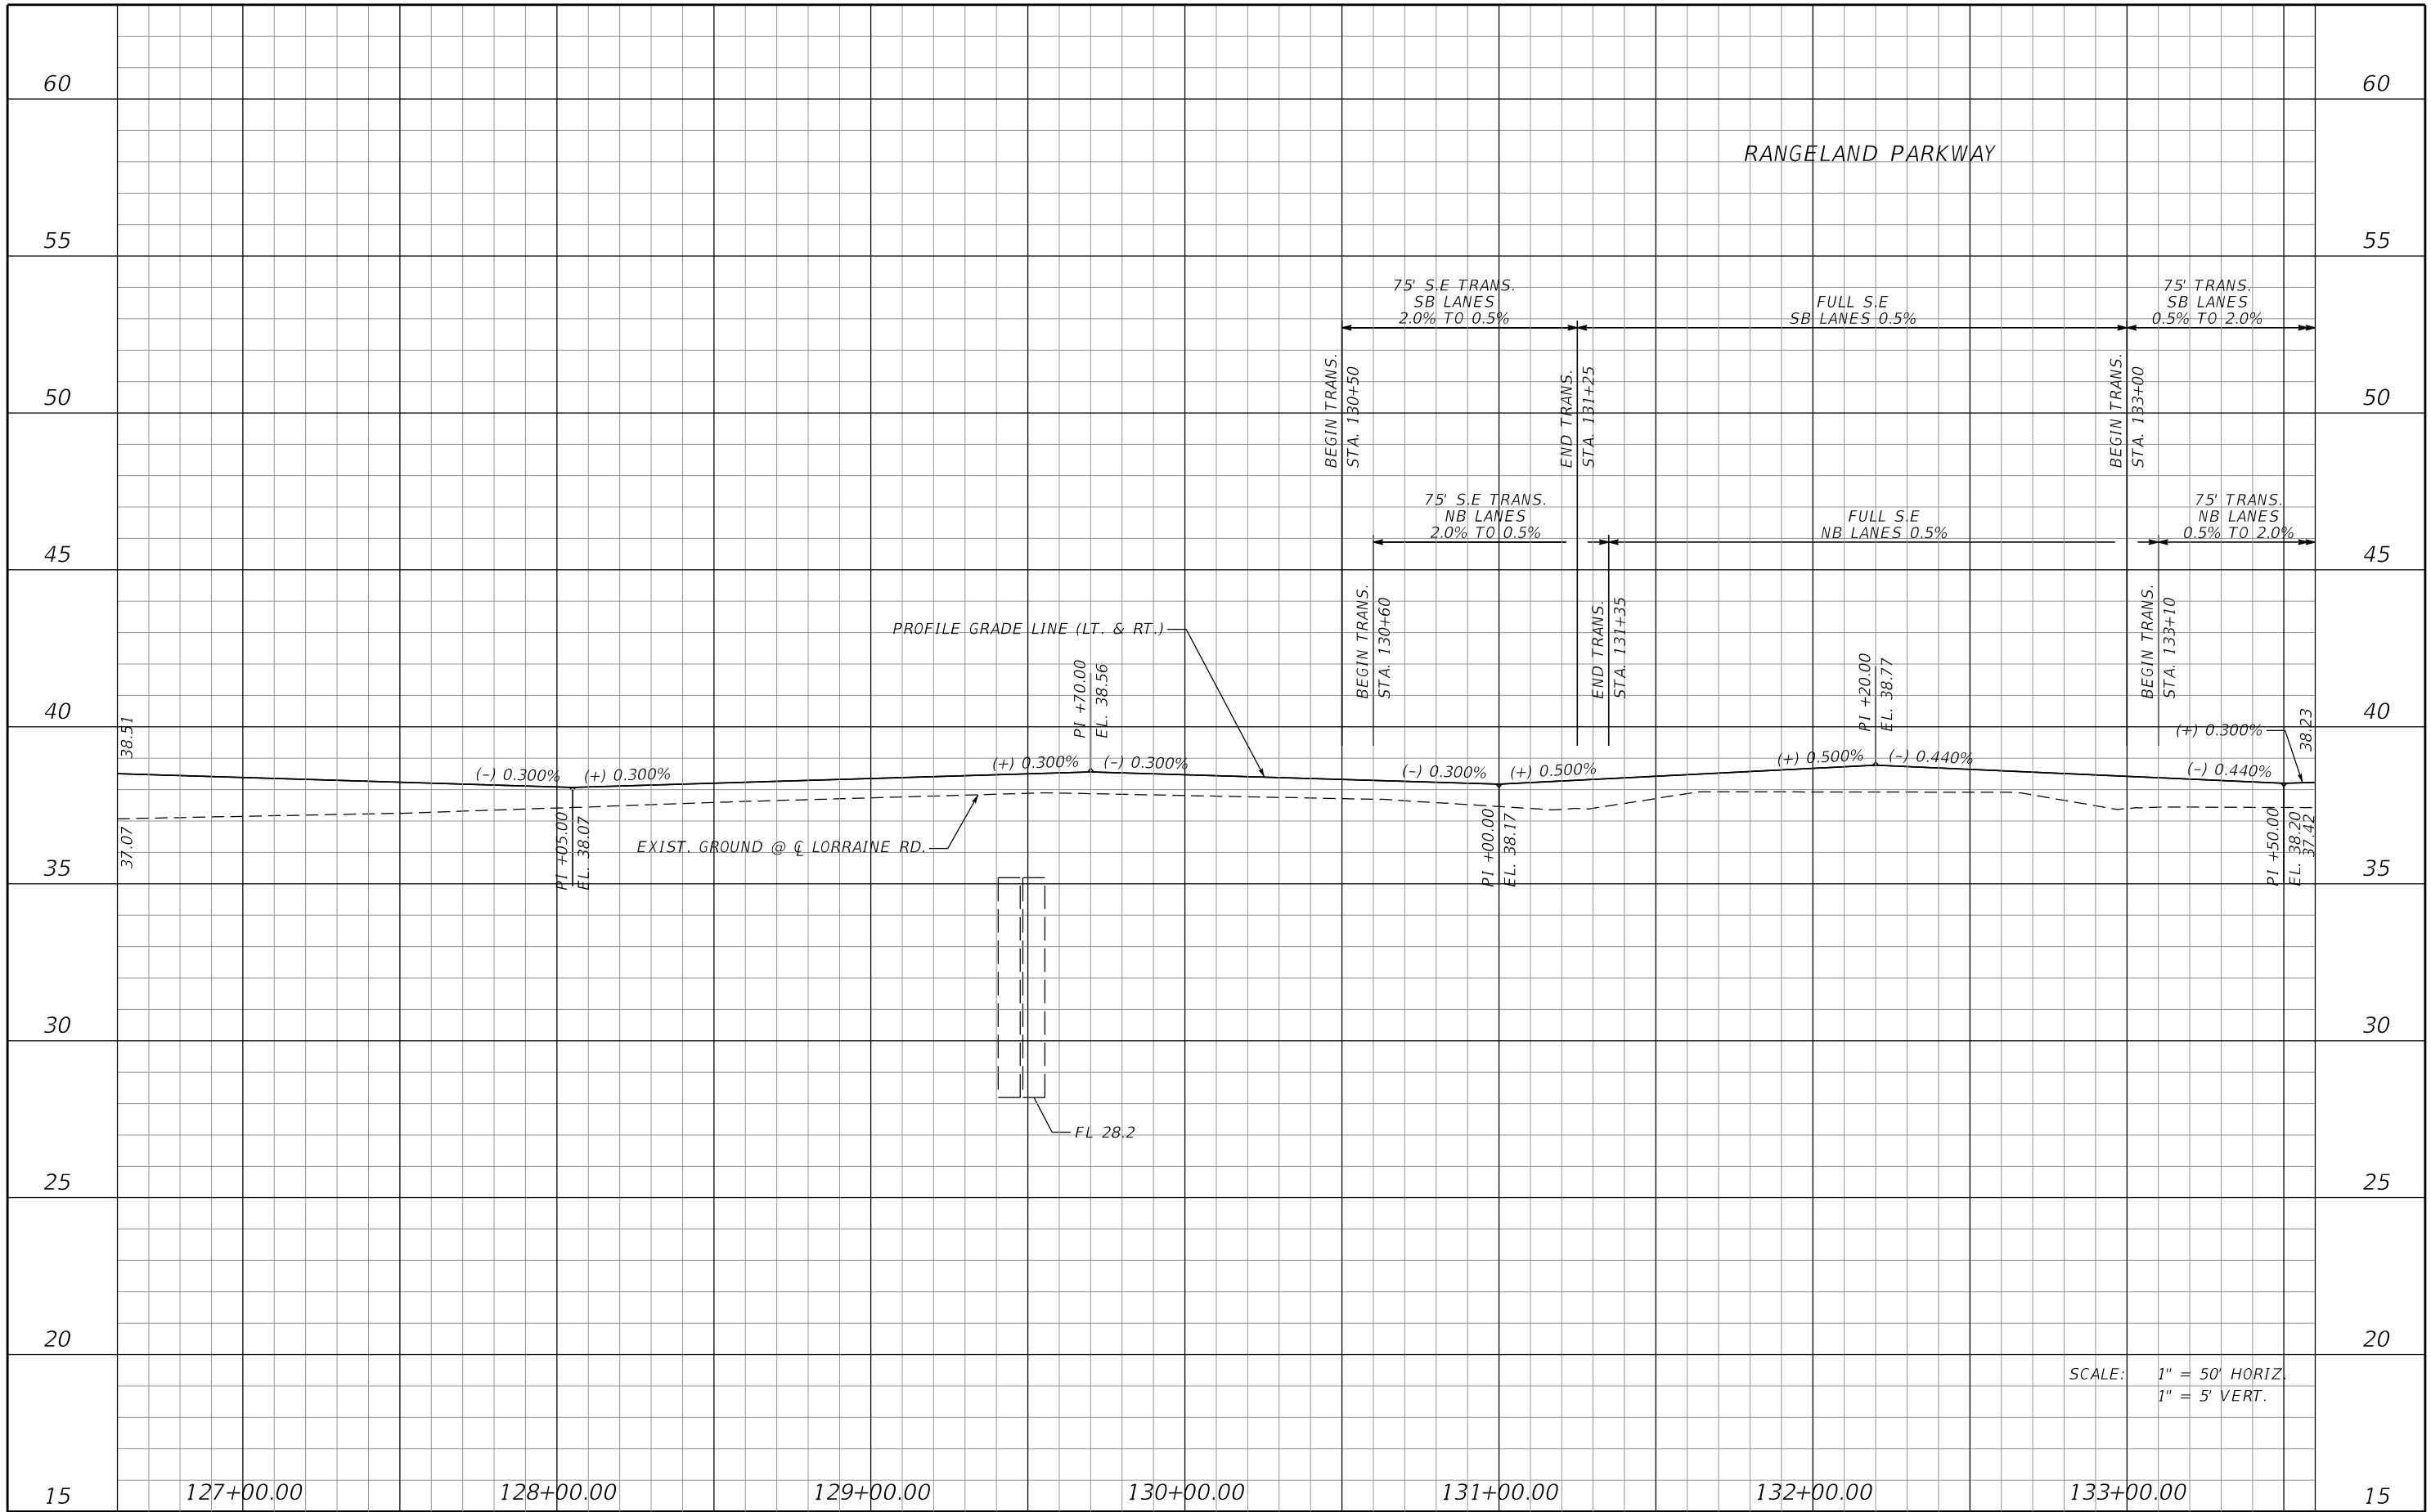 60
60
RANGELAND PARKWAY
55
55
75' S.E TRANS.
SB LANES
2.0% TO 0.5%
FULL S.E
SB LANES 0.5%
75' TRANS.
SB LANES
0.5% TO 2.0%
BEGIN TRANS.
STA. 130+50
END TRANS.
STA. 131+25
BEGIN TRANS.
STA. 133+00
50
50
75' S.E TRANS.
NB LANES
2.0% TO 0.5%
FULL S.E
NB LANES 0.5%
75' TRANS.
NB LANES
0.5% TO 2.0%
45
45
BEGIN TRANS.
STA. 130+60
END TRANS.
STA. 131+35
BEGIN TRANS.
STA. 133+10
PROFILE GRADE LINE (LT. & RT.)
PI +70.00
EL. 38.56
PI +20.00
EL. 38.77
40
40
38.51
(+) 0.300%
38.23
(-) 0.300%
(+) 0.300%
(+) 0.300%
(-) 0.300%
(-) 0.300%
(+) 0.500%
(+) 0.500%
(-) 0.440%
(-) 0.440%
37.07
PI +05.00
EL. 38.07
EXIST. GROUND @ ℄ LORRAINE RD.
PI +00.00
EL. 38.17
PI +50.00
EL. 38.20
37.42
35
35
30
30
FL 28.2
25
25
20
20
SCALE: 1" = 50' HORIZ.
1" = 5' VERT.
15
127+00.00
128+00.00
129+00.00
130+00.00
131+00.00
132+00.00
133+00.00
15